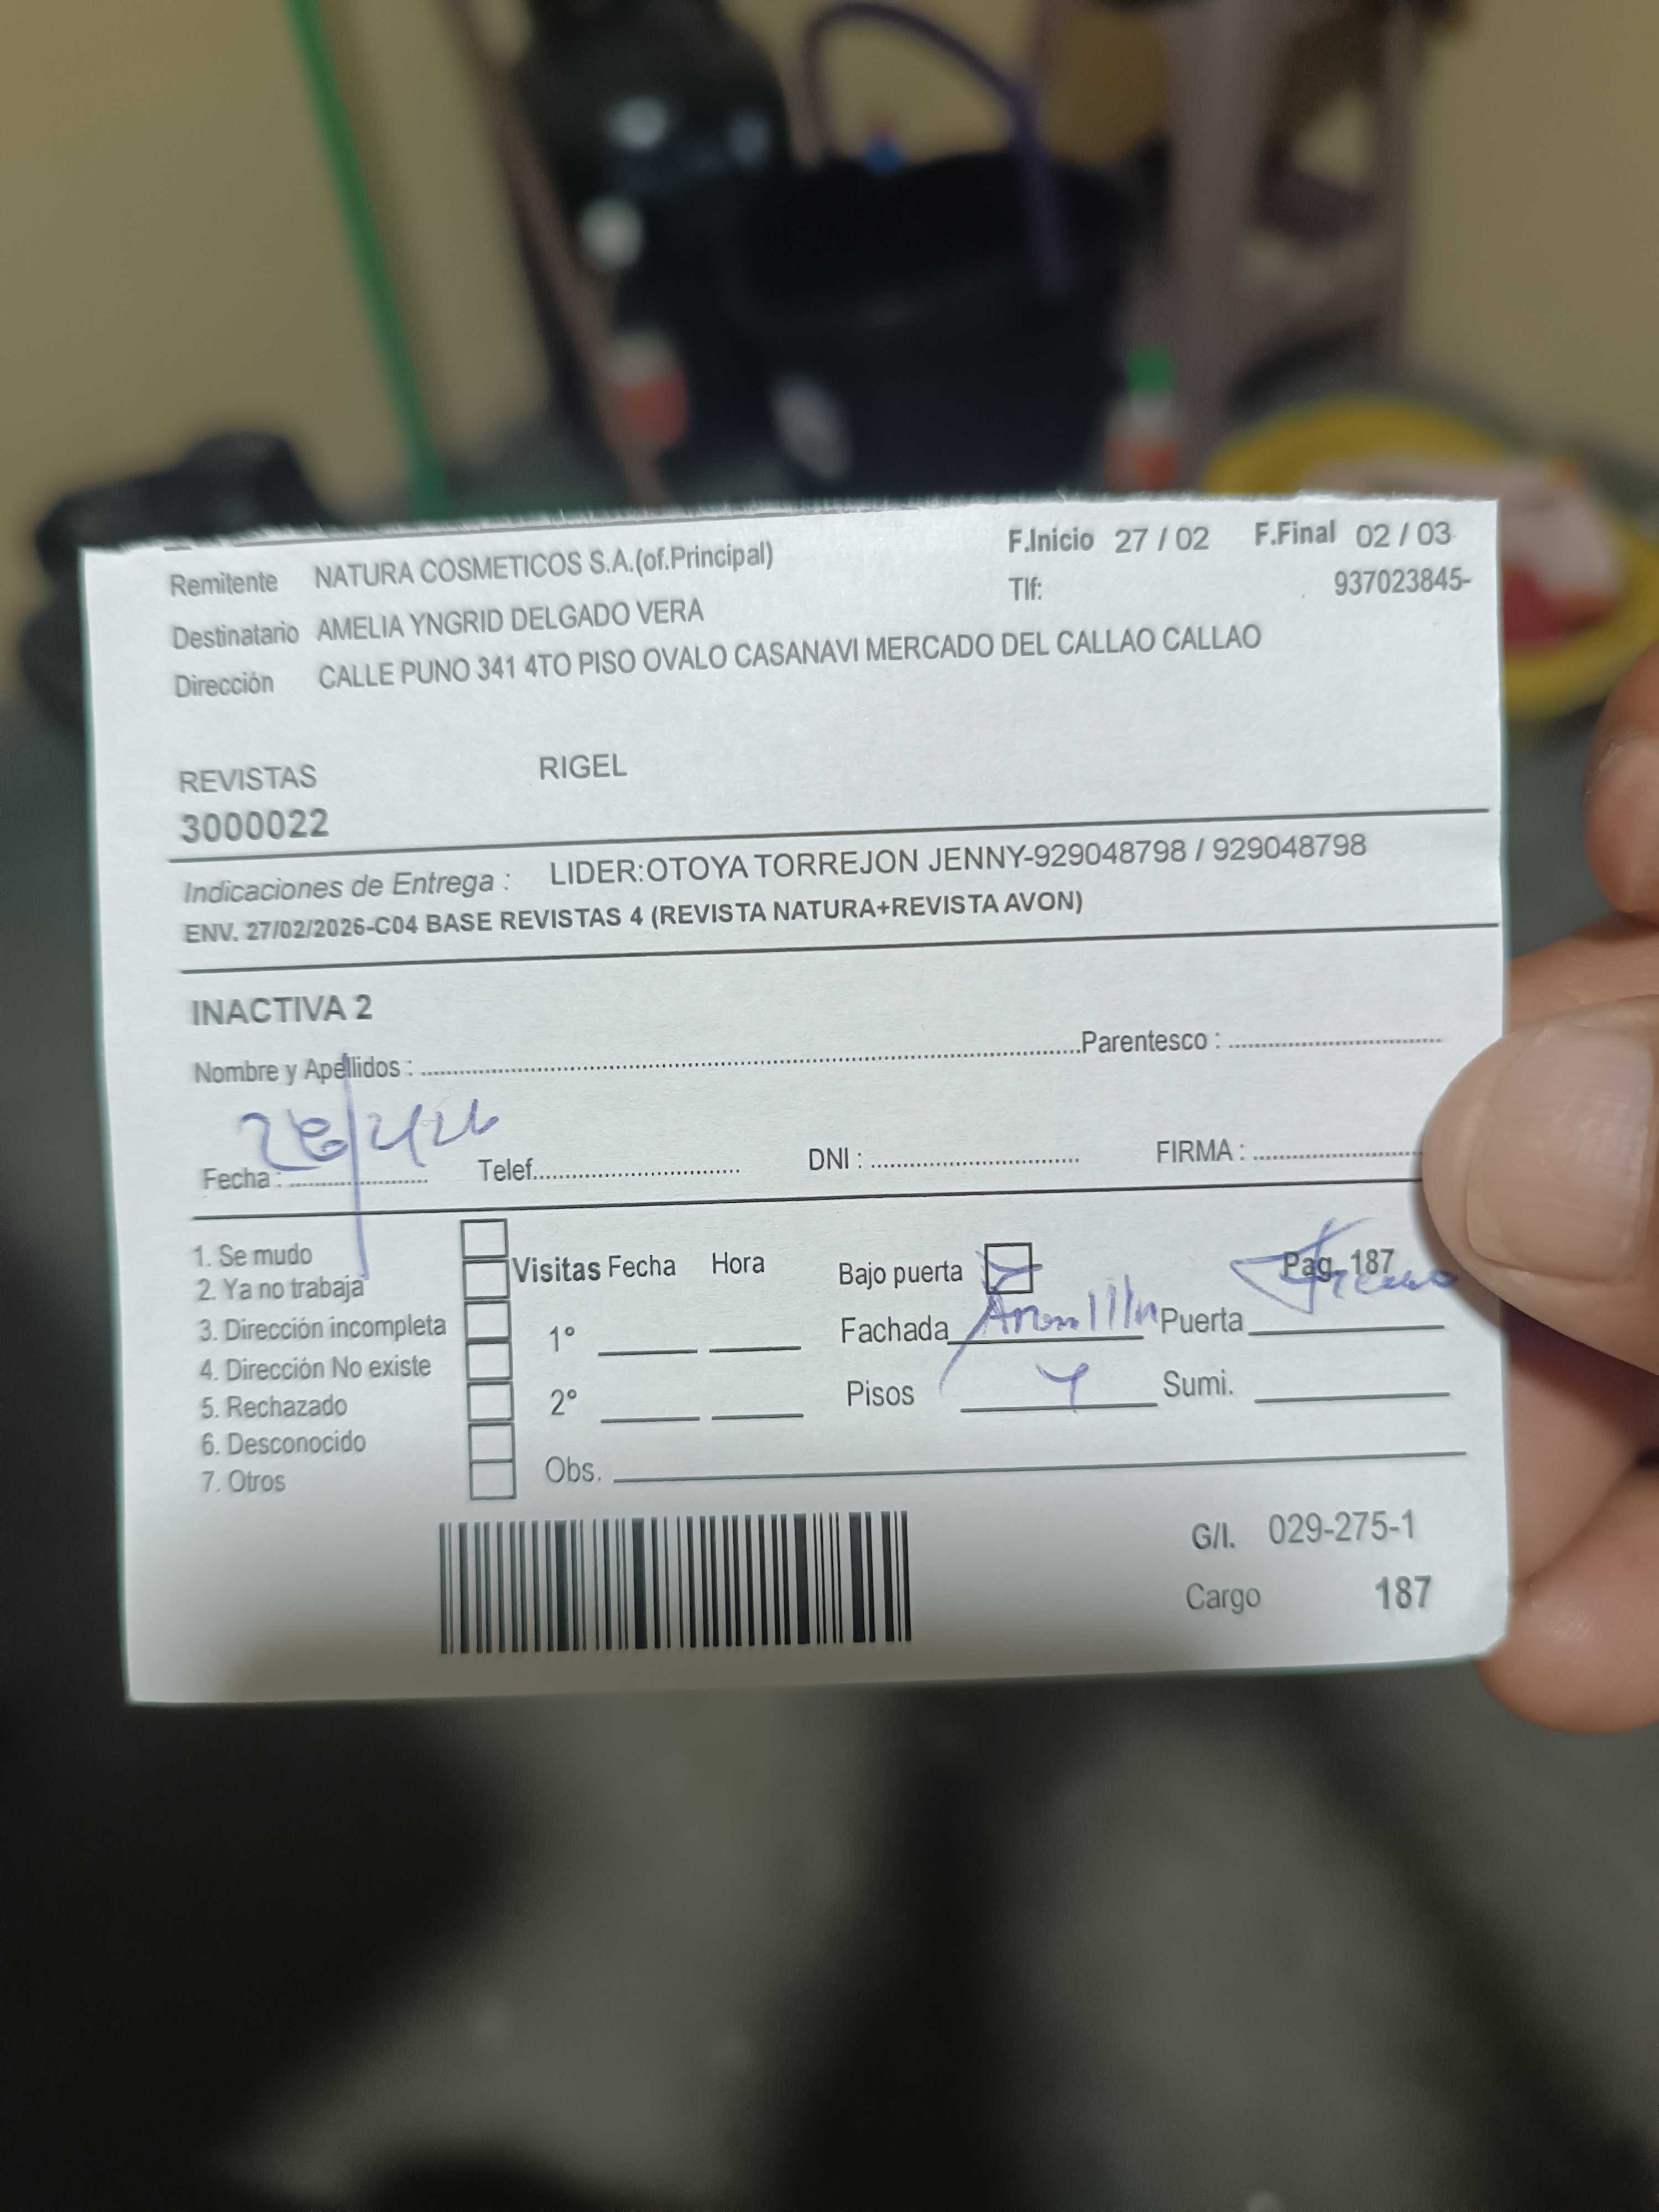 Remitente NATURA COSMETICOS S.A.(of.Principal) F.Inicio 27 / 02 F.Final 02 / 03
Tlf: 937023845-
Destinatario AMELIA YNGRID DELGADO VERA
Dirección CALLE PUNO 341 4TO PISO OVALO CASANAVI MERCADO DEL CALLAO CALLAO
REVISTAS RIGEL
3000022
Indicaciones de Entrega : LIDER:OTOYA TORREJON JENNY-929048798 / 929048798
ENV. 27/02/2026-C04 BASE REVISTAS 4 (REVISTA NATURA+REVISTA AVON)
INACTIVA 2
Nombre y Apellidos : Parentesco :
Fecha : Telef. DNI : FIRMA :
1. Se mudo
2. Ya no trabaja
3. Dirección incompleta
4. Dirección No existe
5. Rechazado
6. Desconocido
7. Otros
Visitas Fecha Hora
1°
2°
Obs.
Bajo puerta Pag. 187
Fachada Puerta
Pisos 4 Sumi.
G/I. 029-275-1
Cargo 187